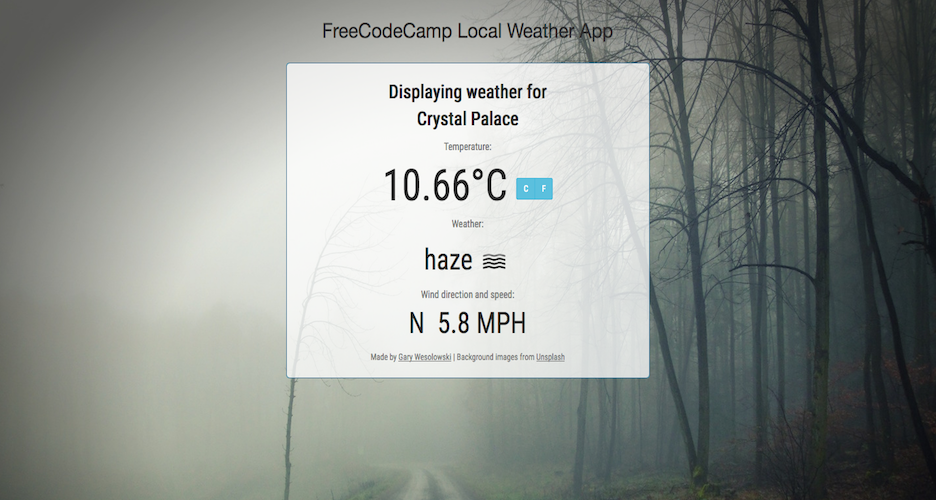 FreeCodeCamp Local Weather App
Displaying weather for
Crystal Palace
Temperature:
10.66°C C F
Weather:
haze
Wind direction and speed:
N 5.8 MPH
Made by Gary Wesolowski | Background images from Unsplash